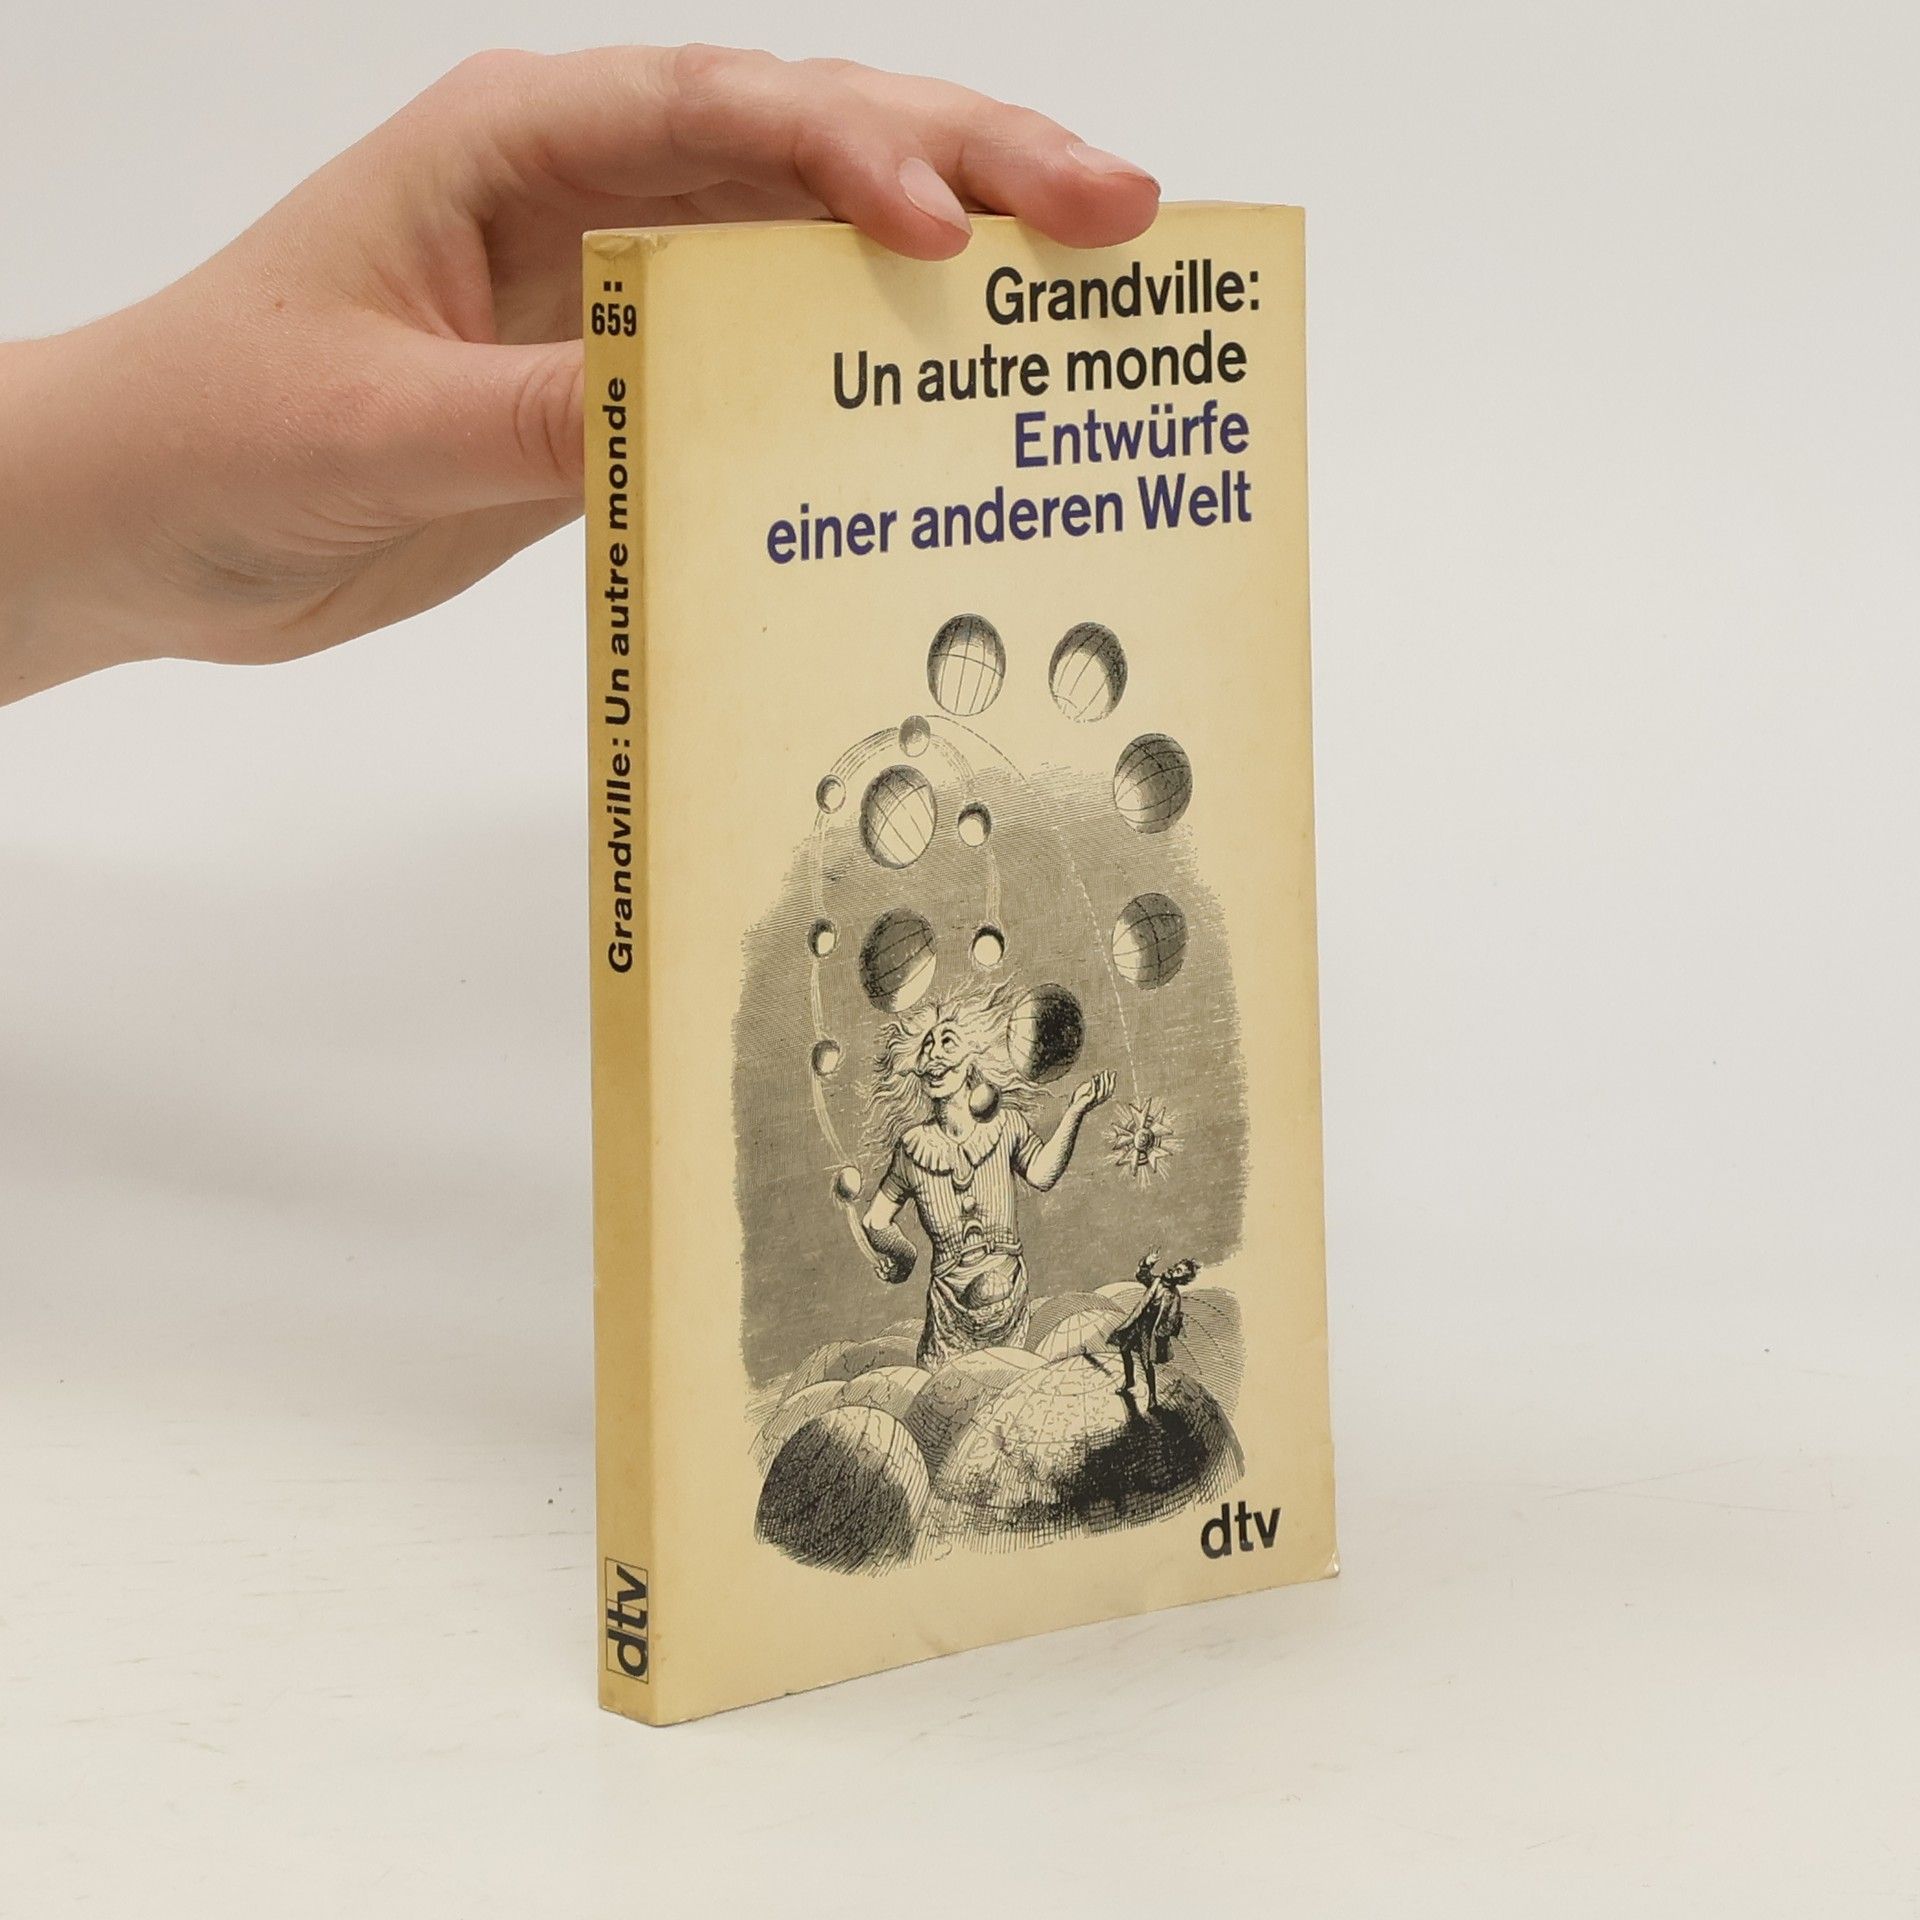 659
Grandville: Un autre monde
dtv
Grandville:
Un autre monde
Entwürfe
einer anderen Welt
dtv